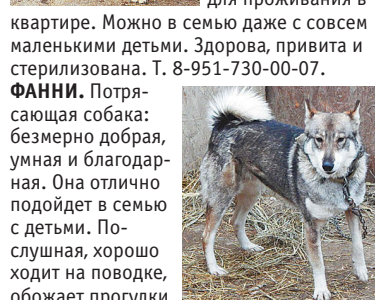 для проживания в
квартире. Можно в семью даже с совсем
маленькими детьми. Здорова, привита и
стерилизована. Т. 8-951-730-00-07.
ФАННИ. Потря-
сающая собака:
безмерно добрая,
умная и благодар-
ная. Она отлично
подойдет в семью
с детьми. По-
слушная, хорошо
ходит на поводке,
обожает прогулки